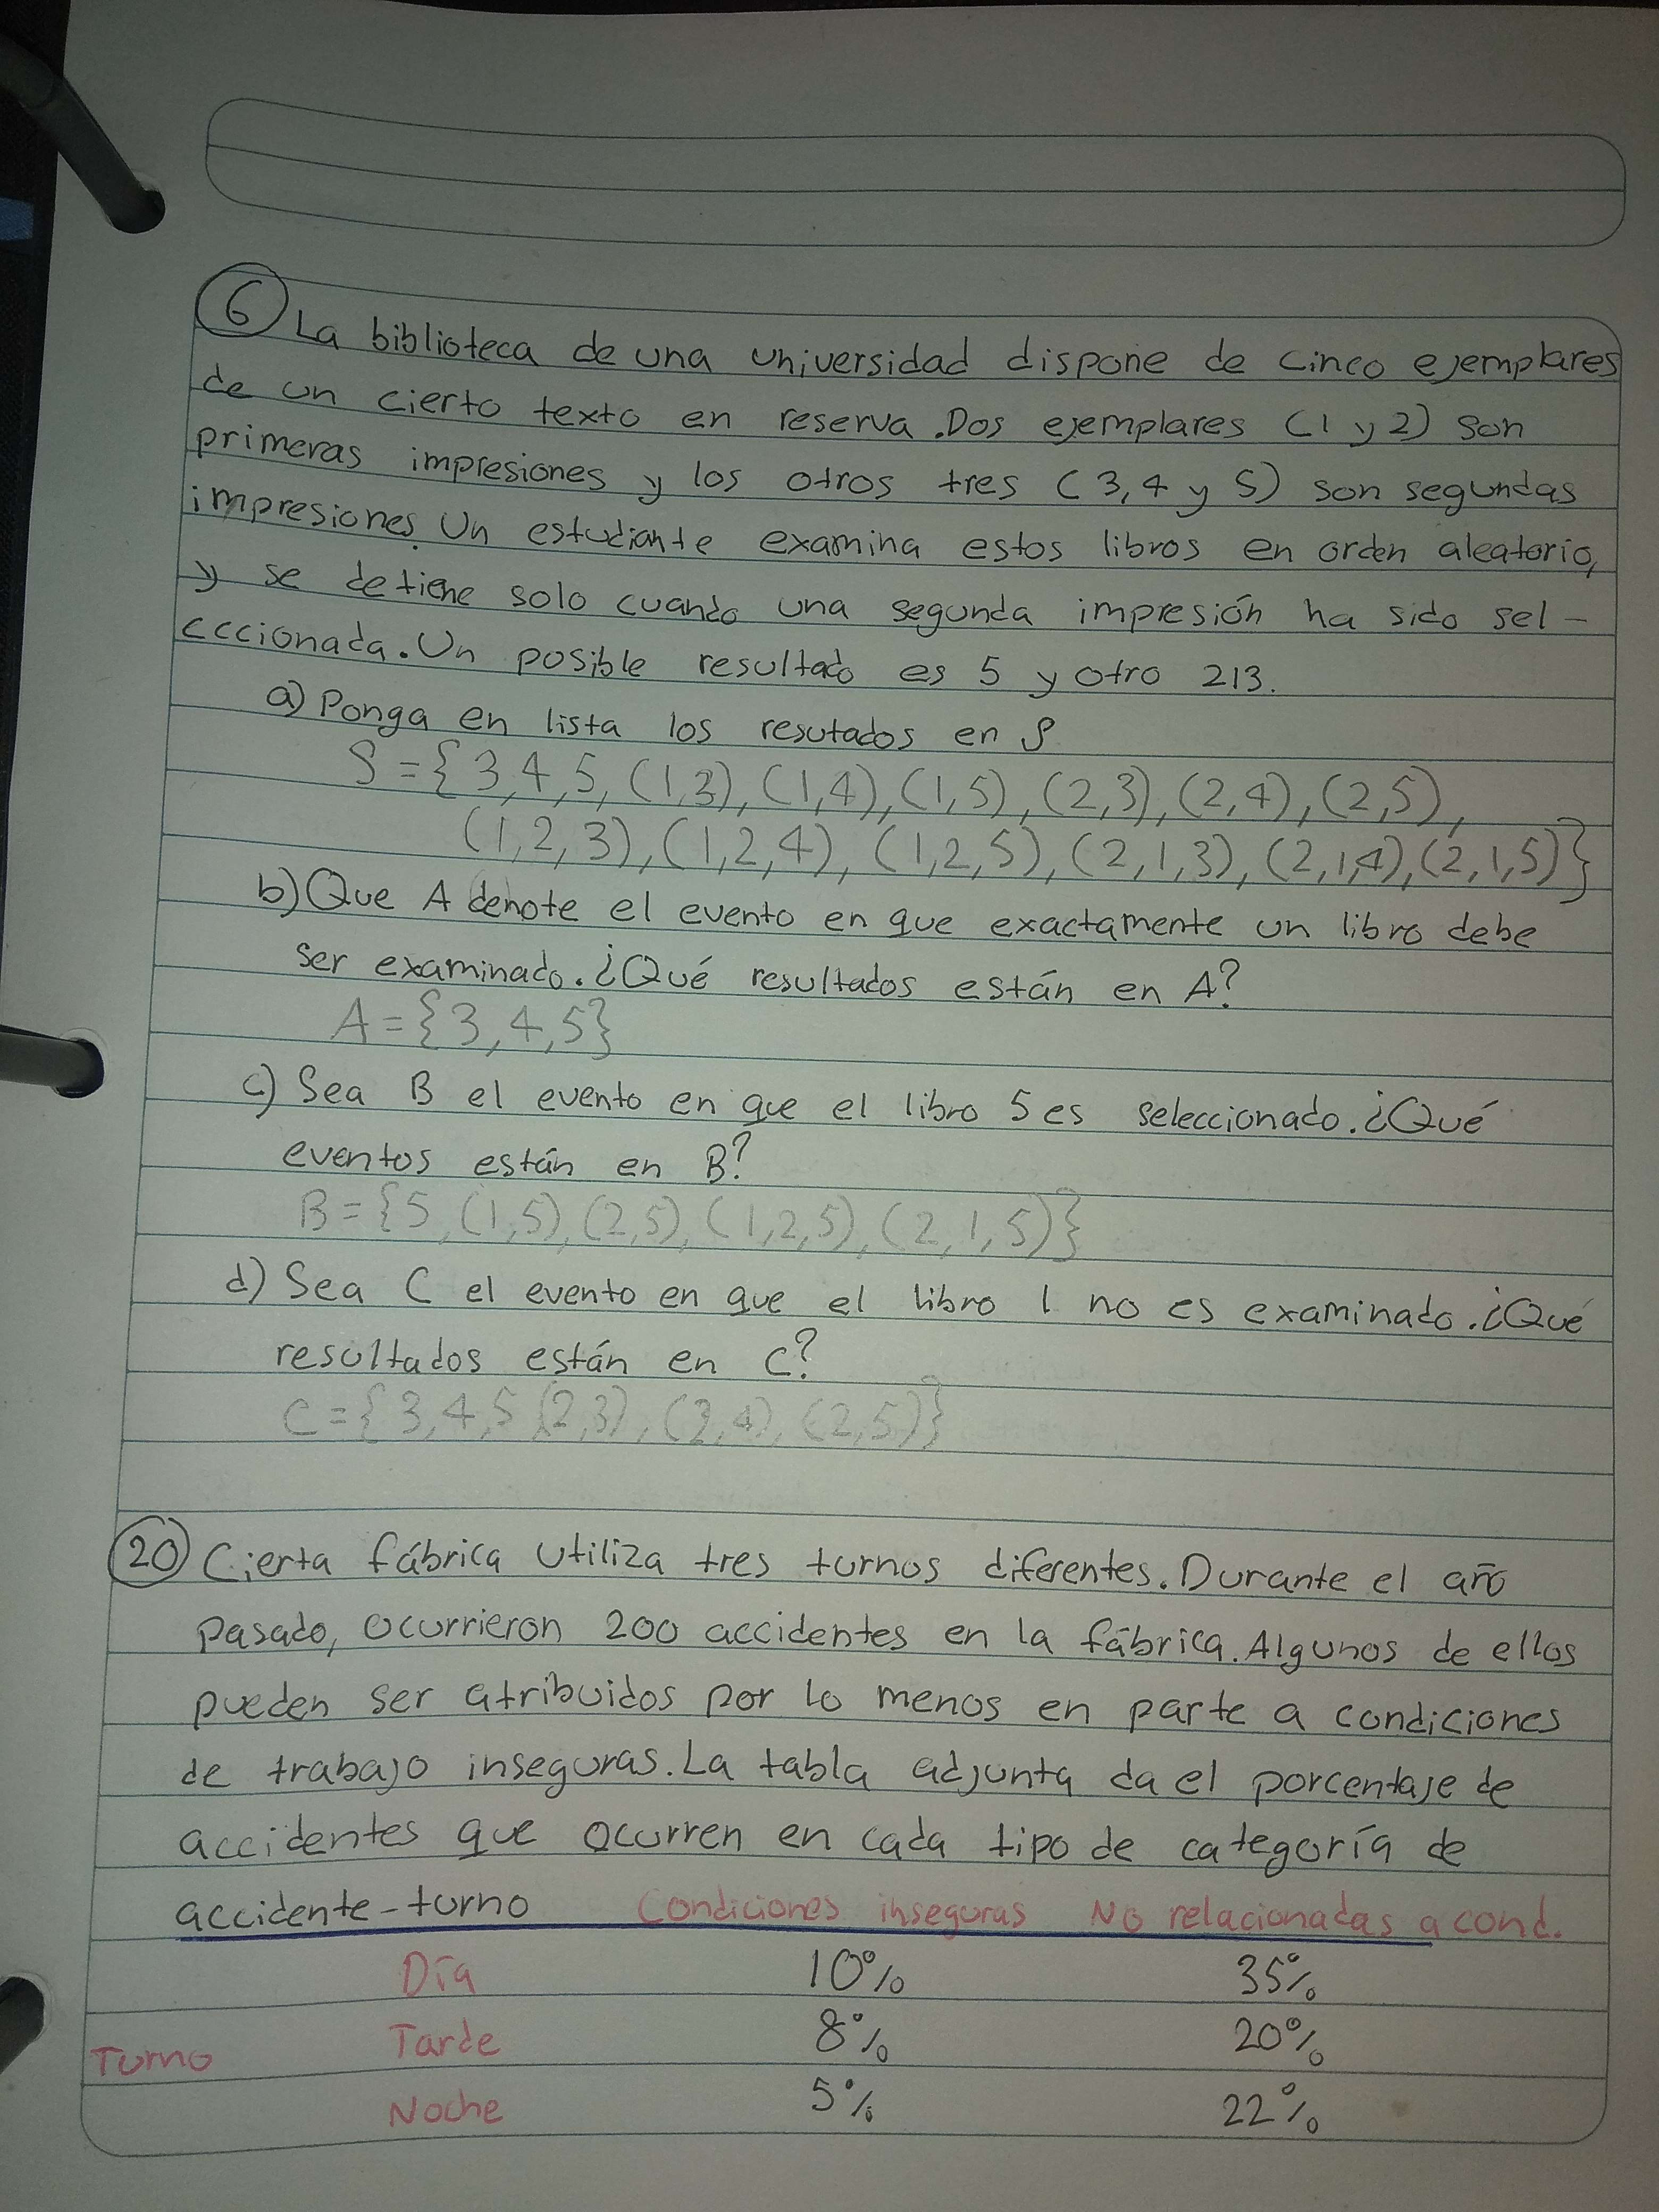 6 La biblioteca de una universidad dispone de cinco ejemplares
de un cierto texto en reserva. Dos ejemplares (1 y 2) son
primeras impresiones y los otros tres (3, 4 y 5) son segundas
impresiones. Un estudiante examina estos libros en orden aleatorio,
y se detiene solo cuando una segunda impresión ha sido sel-
cccionada. Un posible resultado es 5 y otro 213.
a) Ponga en lista los resutados en S
S = {3, 4, 5, (1,3), (1,4), (1,5), (2,3), (2,4), (2,5),
(1,2,3), (1,2,4), (1,2,5), (2,1,3), (2,1,4), (2,1,5)}
b) Que A denote el evento en que exactamente un libro debe
ser examinado. ¿Qué resultados están en A?
A = {3, 4, 5}
c) Sea B el evento en que el libro 5 es seleccionado. ¿Qué
eventos están en B?
B = {5, (1,5), (2,5), (1,2,5), (2,1,5)}
d) Sea C el evento en que el libro 1 no es examinado. ¿Qué
resultados están en C?
C = {3, 4, 5 (2,3), (2,4), (2,5)}
20 Cierta fábrica utiliza tres turnos diferentes. Durante el año
pasado, ocurrieron 200 accidentes en la fábrica. Algunos de ellos
pueden ser atribuidos por lo menos en parte a condiciones
de trabajo inseguras. La tabla adjunta da el porcentaje de
accidentes que ocurren en cada tipo de categoría de
accidente-turno Condiciones inseguras No relacionadas a cond.
Día 10% 35%
Tarde 8% 20%
Turno
Noche 5% 22%